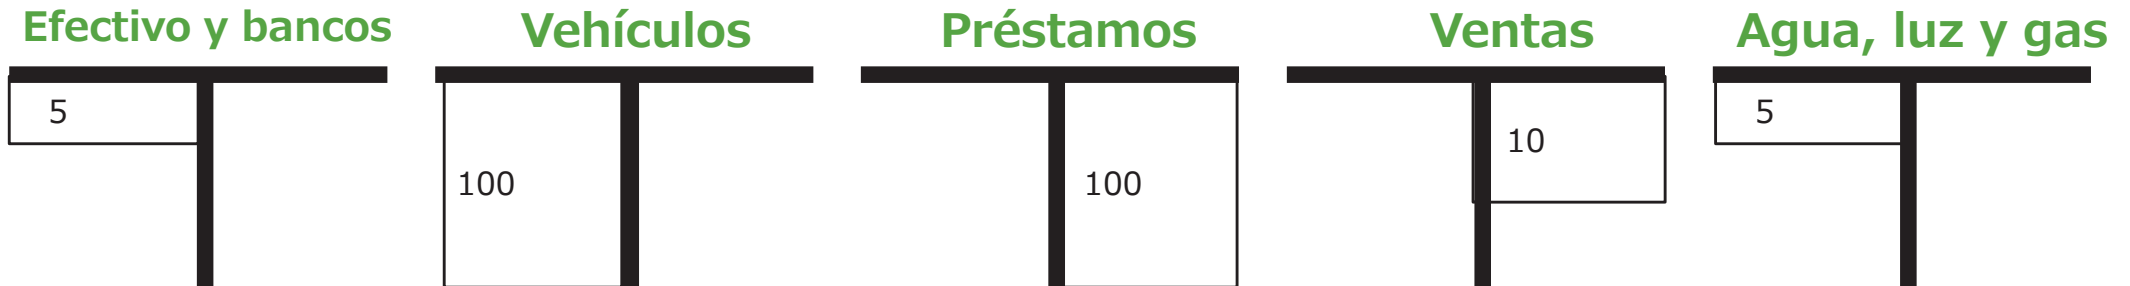 Efectivo y bancos
Vehículos
Préstamos
Ventas
Agua, luz y gas
5
100
100
10
5